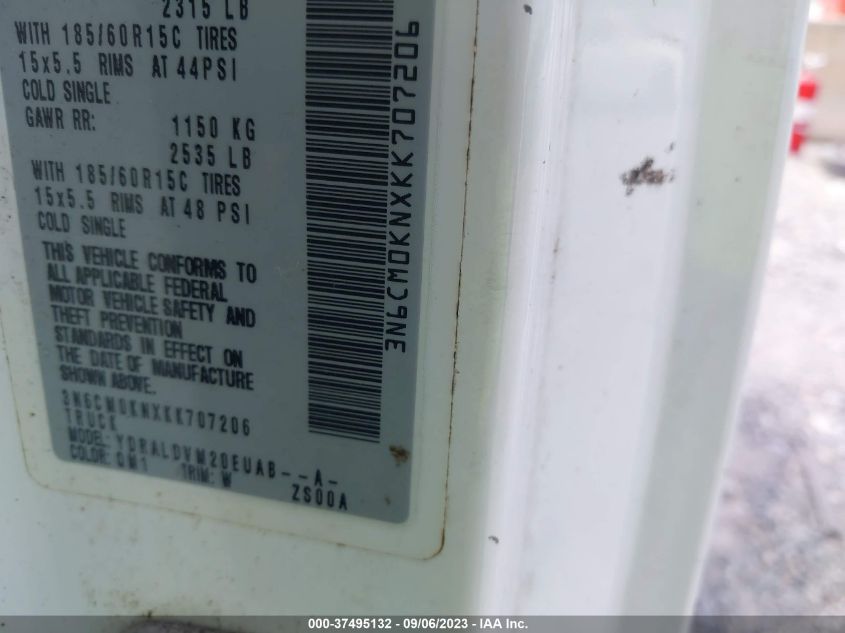 2315 LB
WITH 185/60R15C TIRES
15x5.5 RIMS AT 44PSI
COLD SINGLE
GAWR RR: 1150 KG
2535 LB
WITH 185/60R15C TIRES
15x5.5 RIMS AT 48 PSI
COLD SINGLE
THIS VEHICLE CONFORMS TO
ALL APPLICABLE FEDERAL
MOTOR VEHICLE SAFETY AND
THEFT PREVENTION
STANDARDS IN EFFECT ON
THE DATE OF MANUFACTURE
SHOWN ABOVE.
3N6CM0KNXKK707206
TRUCK
MODEL: YDRALDVM20EUAB--A-
COLOR: QM1 TRIM: W ZS00A
3N6CM0KNXKK707206
000-37495132 - 09/06/2023 - IAA Inc.